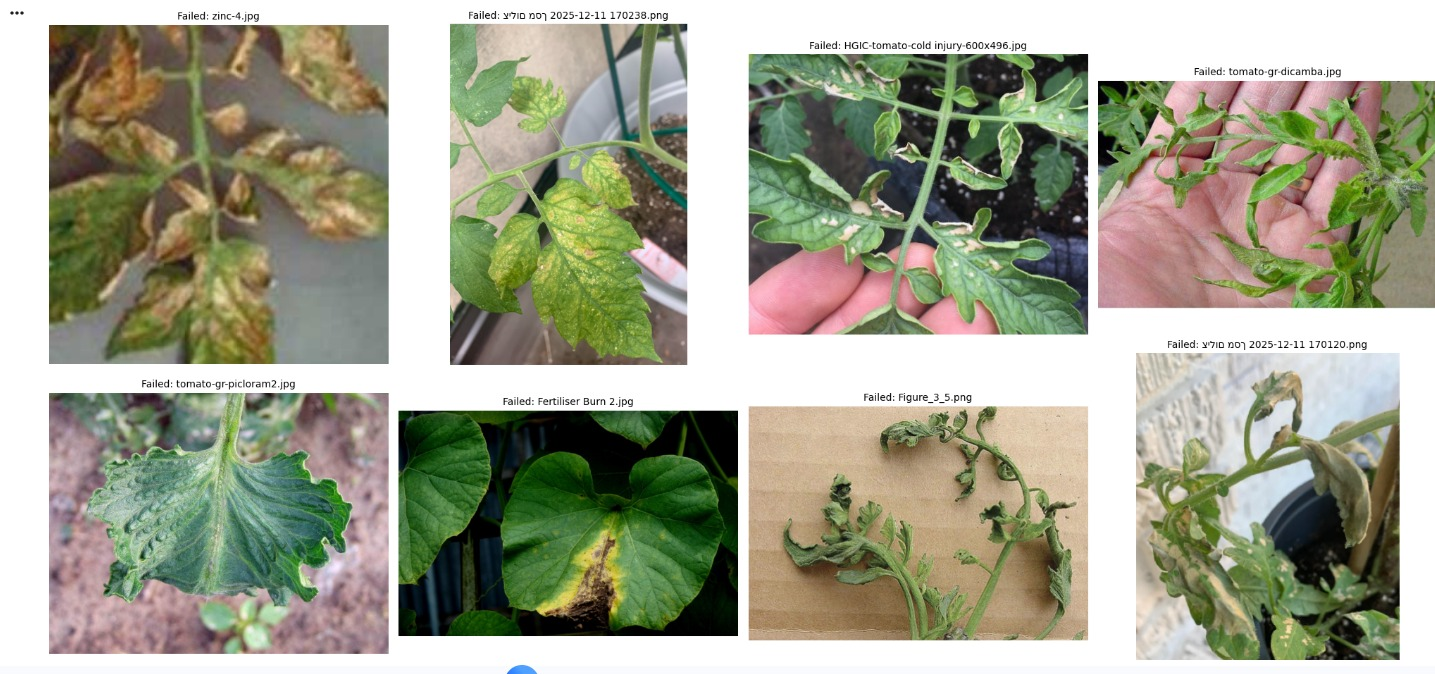 Failed: zinc-4.jpg
Failed: צילום מסך 2025-12-11 170238.png
Failed: HGIC-tomato-cold injury-600x496.jpg
Failed: tomato-gr-dicamba.jpg
Failed: tomato-gr-picloram2.jpg
Failed: Fertiliser Burn 2.jpg
Failed: Figure_3_5.png
Failed: צילום מסך 2025-12-11 170120.png